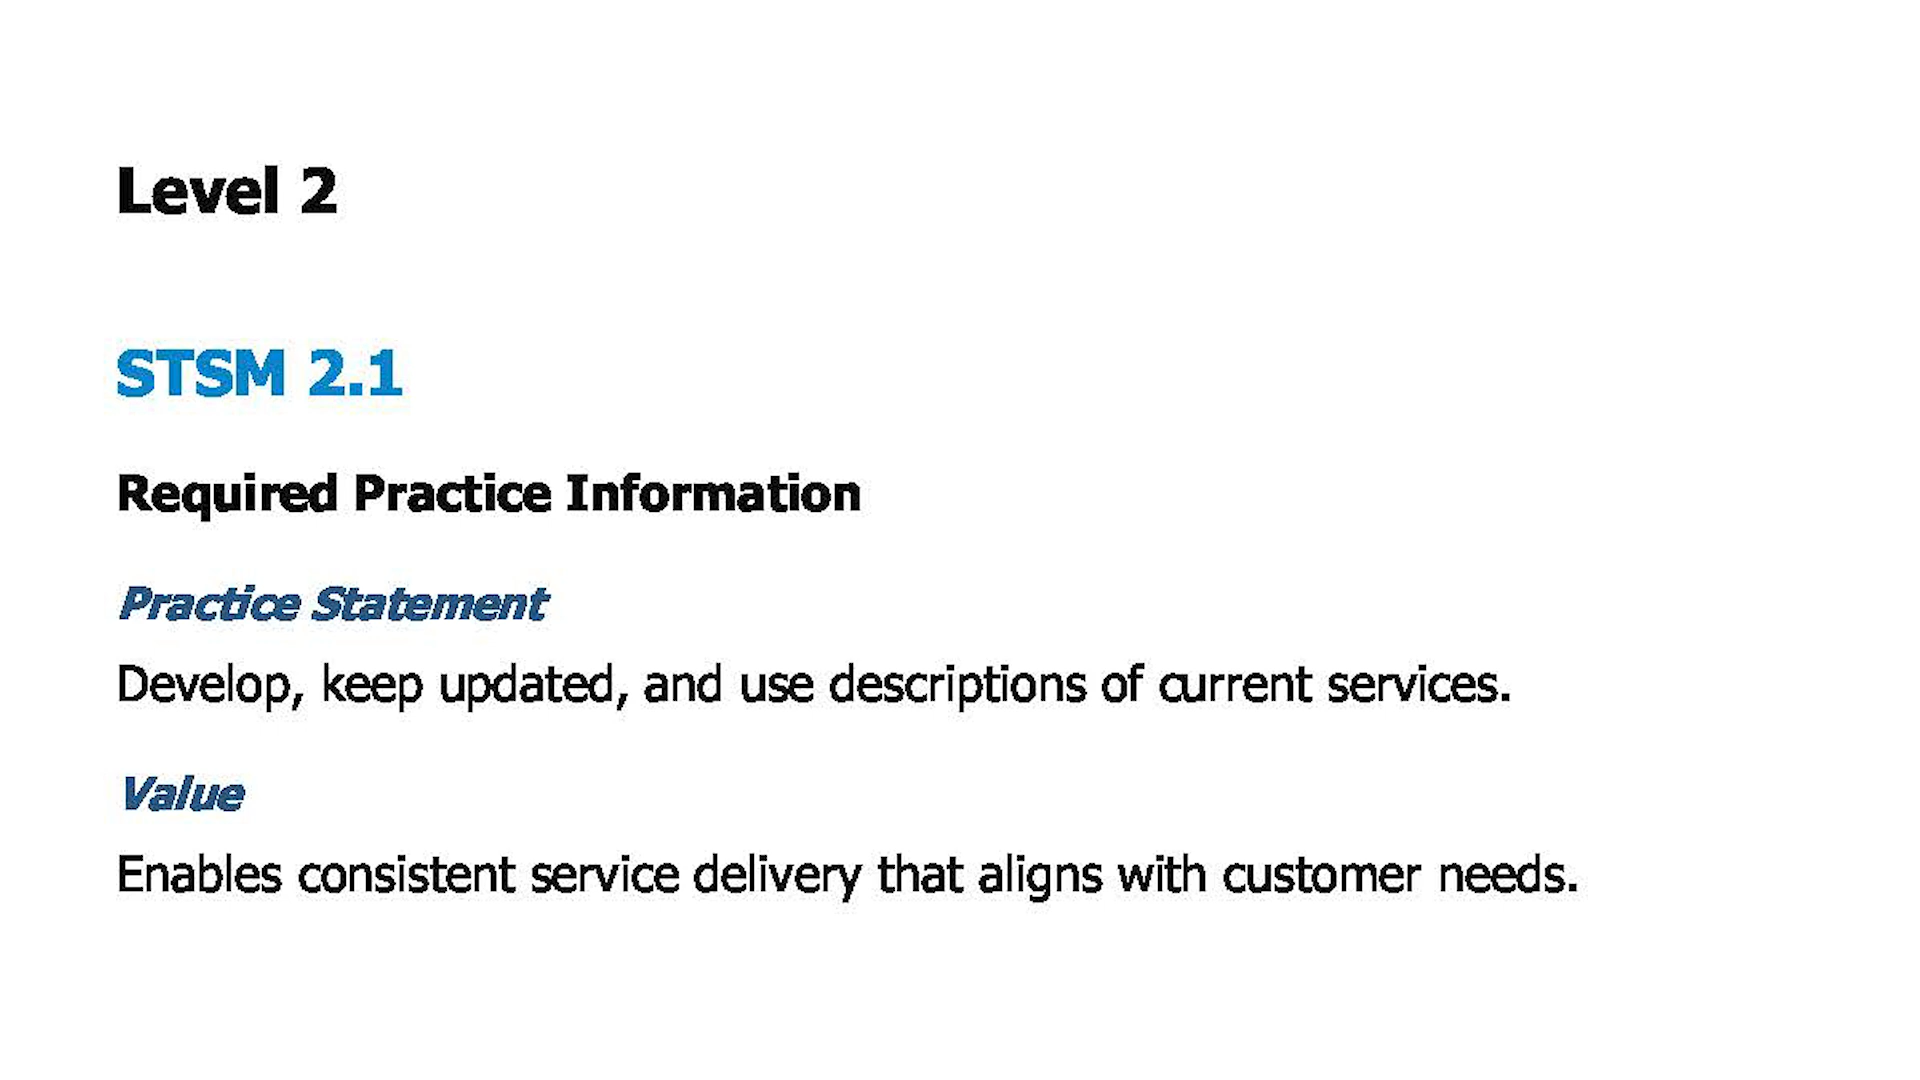 Level 2
STSM 2.1
Required Practice Information
Practice Statement
Develop, keep updated, and use descriptions of current services.
Value
Enables consistent service delivery that aligns with customer needs.